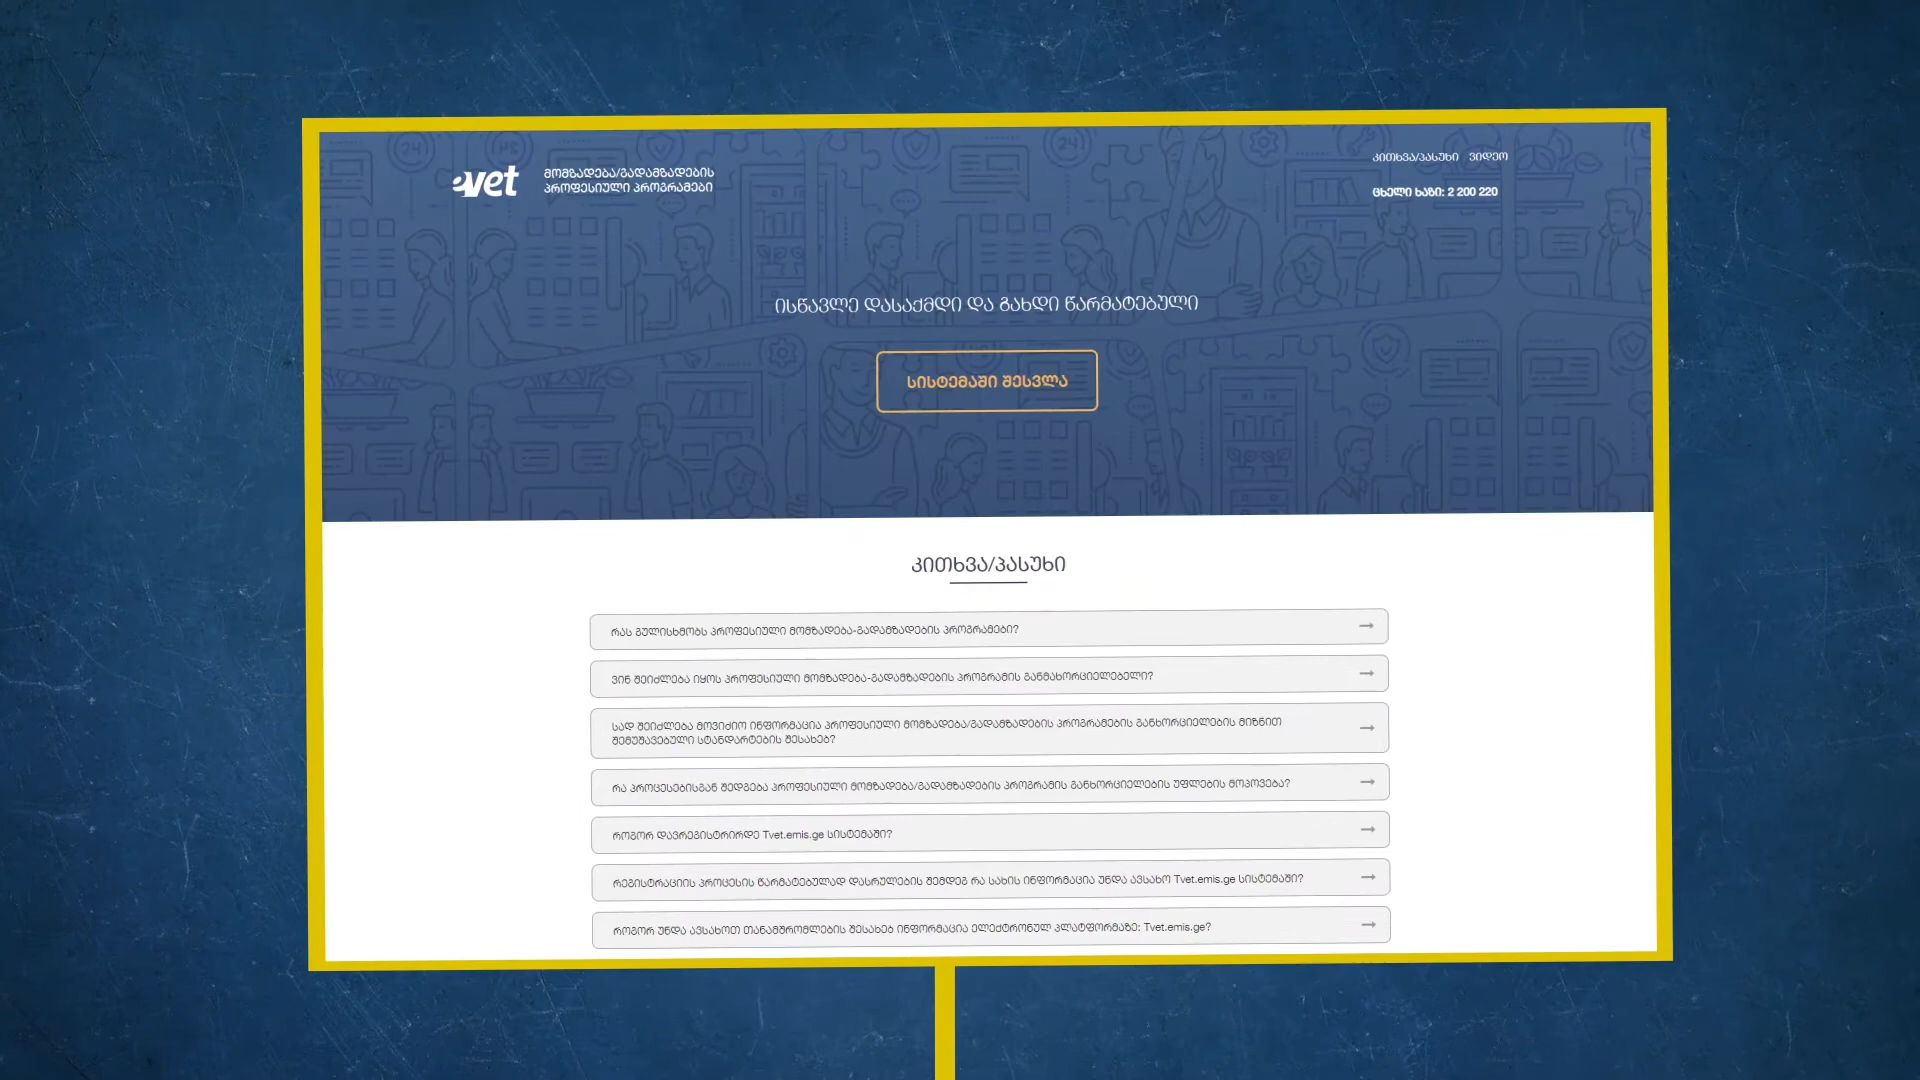 evet
მომზადება/გადამზადების
პროფესიული პროგრამები
კითხვა/პასუხი ვიდეო
ცხელი ხაზი: 2 200 220
ისწავლე დასაქმდი და გახდი წარმატებული
სისტემაში შესვლა
კითხვა/პასუხი
რას გულისხმობს პროფესიული მომზადება-გადამზადების პროგრამები?
ვინ შეიძლება იყოს პროფესიული მომზადება-გადამზადების პროგრამის განმახორციელებელი?
სად შეიძლება მოვიძიო ინფორმაცია პროფესიული მომზადება/გადამზადების პროგრამების განხორციელების მიზნით
შემუშავებული სტანდარტების შესახებ?
რა პროცესებისგან შედგება პროფესიული მომზადება/გადამზადების პროგრამის განხორციელების უფლების მოპოვება?
როგორ დავრეგისტრირდე Tvet.emis.ge სისტემაში?
რეგისტრაციის პროცესის წარმატებულად დასრულების შემდეგ რა სახის ინფორმაცია უნდა ავსახო Tvet.emis.ge სისტემაში?
როგორ უნდა ავსახოთ თანამშრომლების შესახებ ინფორმაცია ელექტრონულ პლატფორმაზე: Tvet.emis.ge?